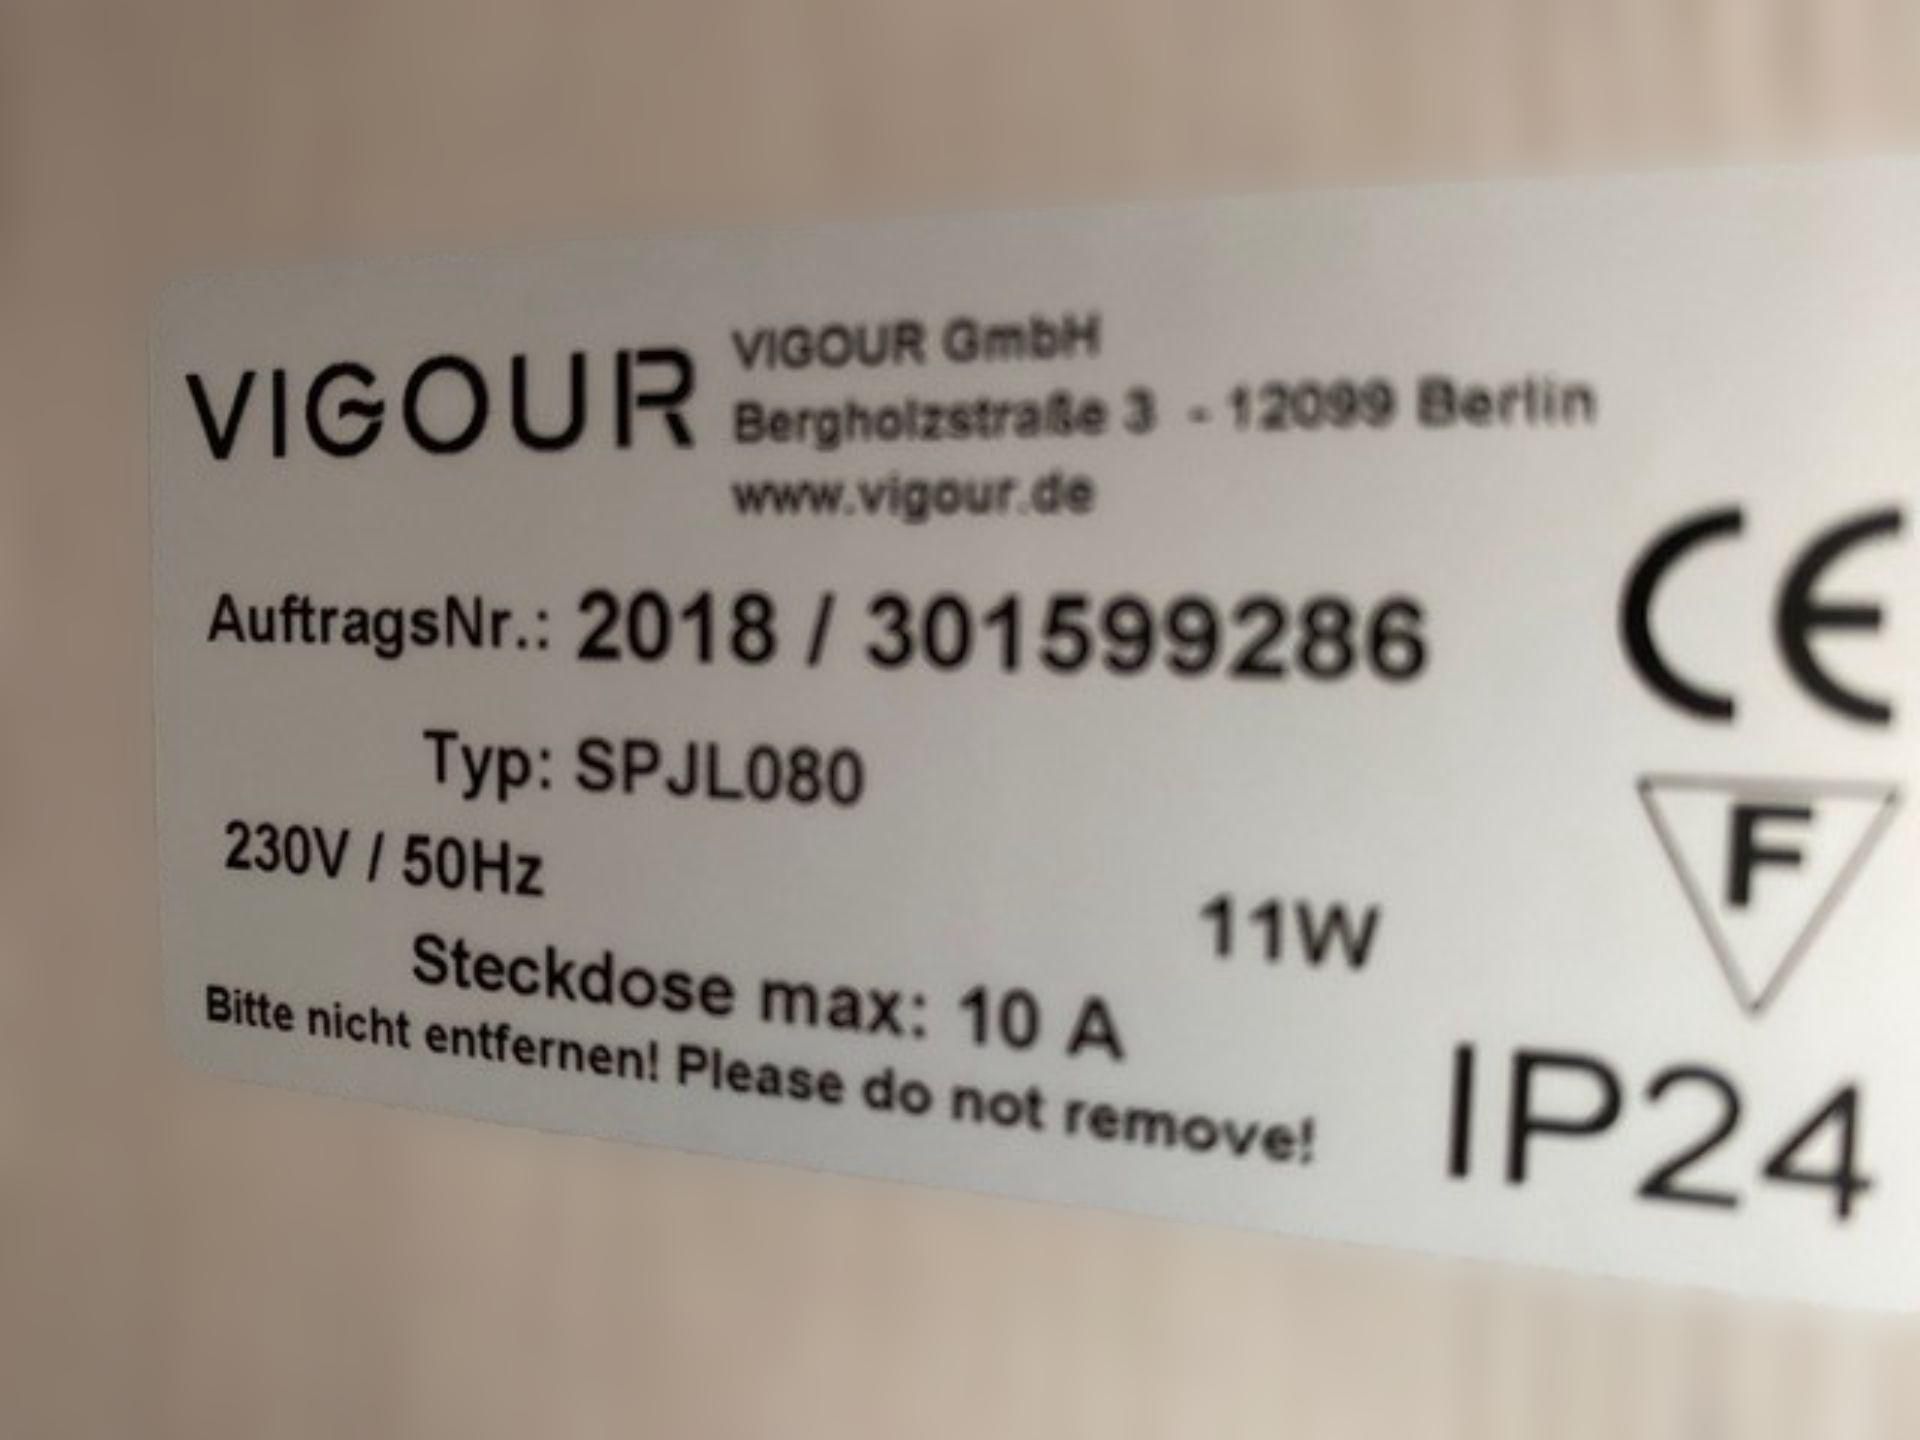 VIGOUR
VIGOUR GmbH
Bergholzstraße 3 - 12099 Berlin
www.vigour.de
AuftragsNr.: 2018 / 301599286
CE
Typ: SPJL080
F
230V / 50Hz
11W
Steckdose max: 10 A
Bitte nicht entfernen! Please do not remove!
IP24